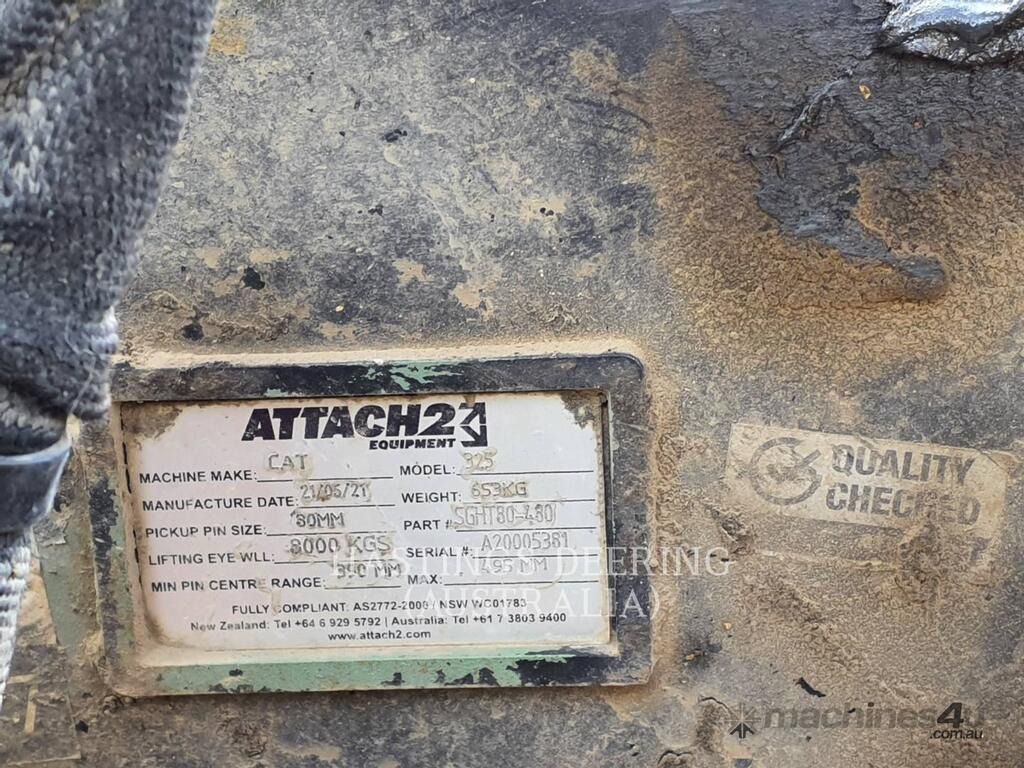 ATTACH2
EQUIPMENT
MACHINE MAKE: CAT MODEL: 325
MANUFACTURE DATE: 21/06/21 WEIGHT: 653KG
PICKUP PIN SIZE: 80MM PART # SGHT80-480
LIFTING EYE WLL: 8000 KGS SERIAL #: A20005381
MIN PIN CENTRE RANGE: 390 MM MAX: 495 MM
FULLY COMPLIANT: AS2772-2008 / NSW WC01783
New Zealand: Tel +64 6 929 5792 | Australia: Tel +61 7 3803 9400
www.attach2.com
QUALITY
CHECKED
HASTINGS DEERING
(AUSTRALIA)
machines4u
.com.au